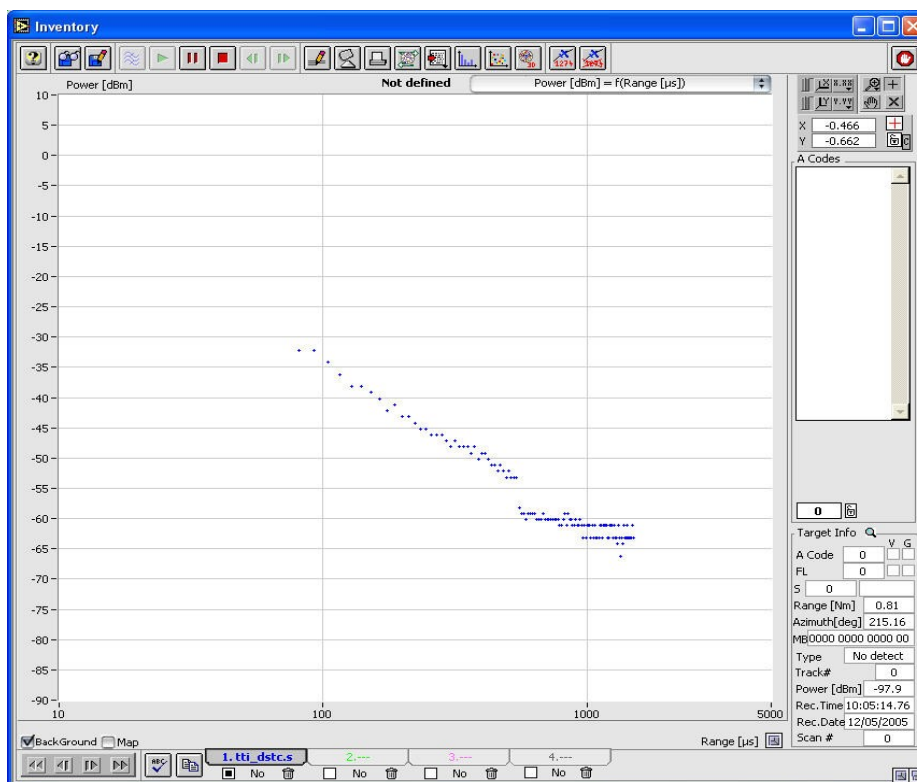 Inventory
Power [dBm]
Not defined
Power [dBm] = f(Range [µs])
10
5
0
-5
-10
-15
-20
-25
-30
-35
-40
-45
-50
-55
-60
-65
-70
-75
-80
-85
-90
10
100
1000
5000
X -0.466
Y -0.662
A Codes
0
Target Info
V G
A Code 0
FL 0
S 0
Range [Nm] 0.81
Azimuth[deg] 215.16
MB 0000 0000 0000 00
Type No detect
Track# 0
Power [dBm] -97.9
Rec.Time 10:05:14.76
Rec.Date 12/05/2005
Scan # 0
BackGround Map
Range [µs]
1.tti_dstc.s
2.---
3.---
4.---
No
No
No
No